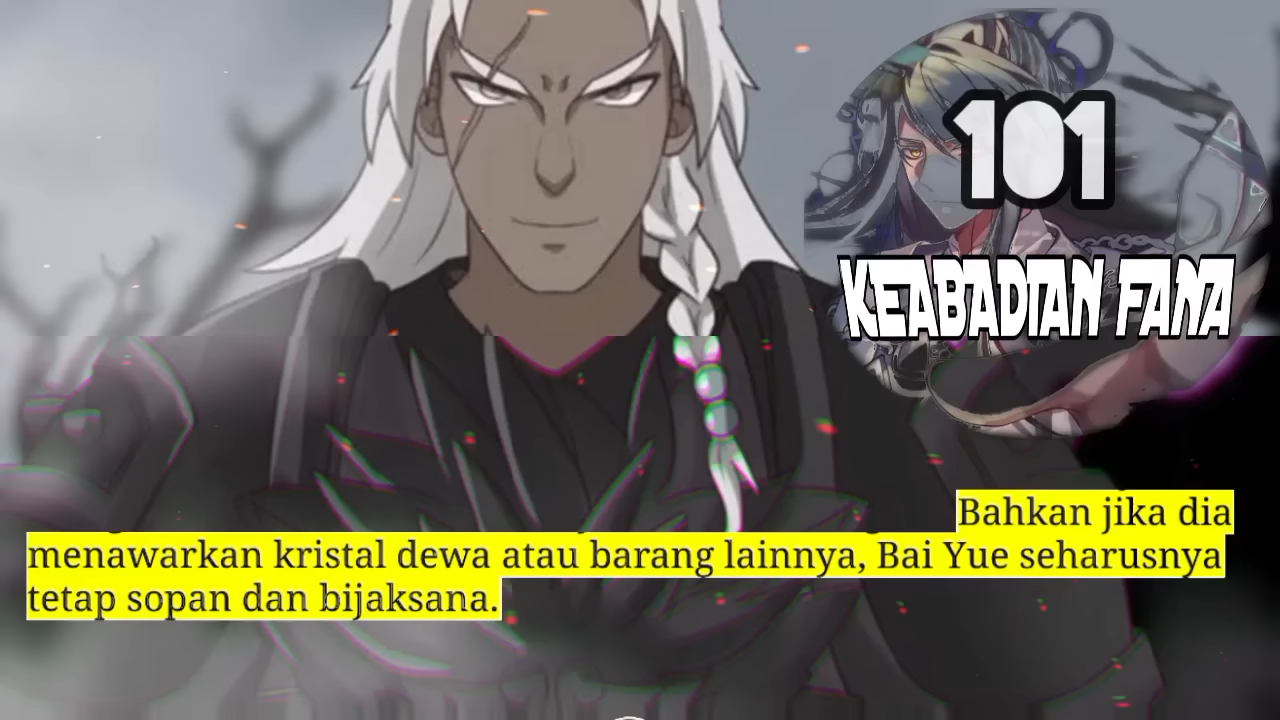 101
KEABADIAN FANA
Bahkan jika dia
menawarkan kristal dewa atau barang lainnya, Bai Yue seharusnya
tetap sopan dan bijaksana.